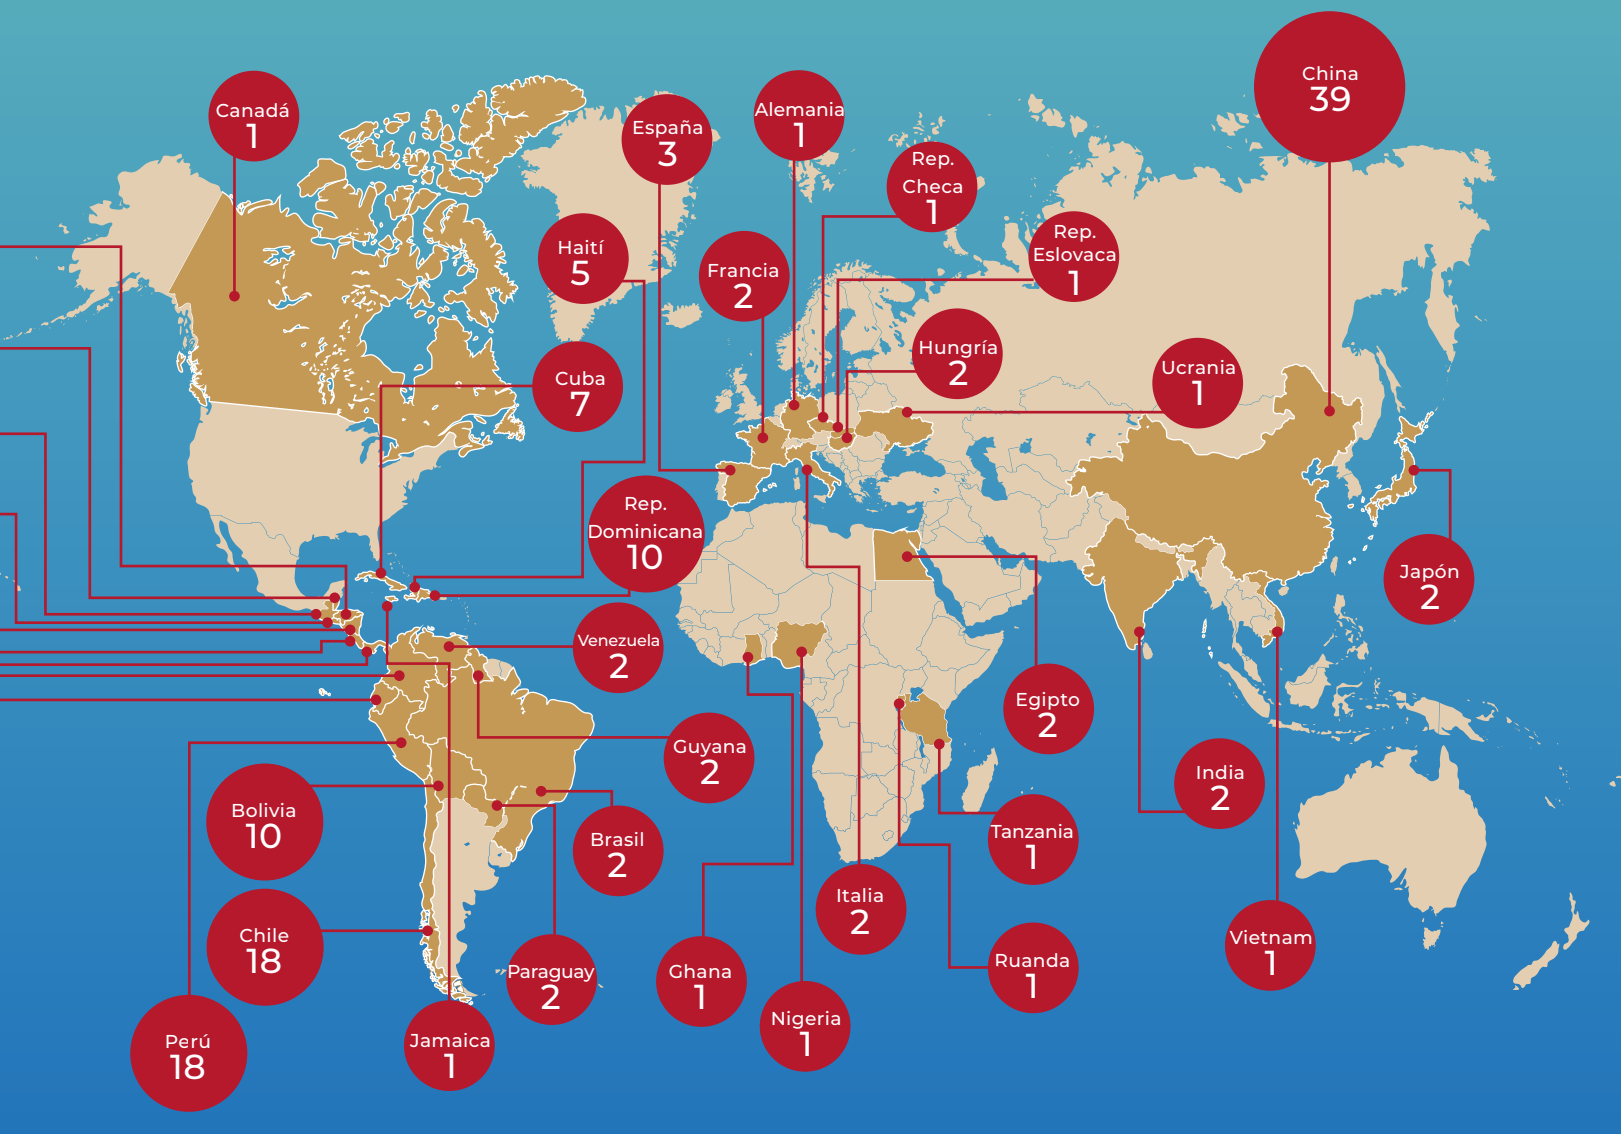 China
39
Canadá
1
Alemania
1
España
3
Rep.
Checa
1
Rep.
Eslovaca
1
Haití
5
Francia
2
Hungría
2
Ucrania
1
Cuba
7
Rep.
Dominicana
10
Japón
2
Venezuela
2
Egipto
2
Guyana
2
India
2
Bolivia
10
Brasil
2
Tanzania
1
Italia
2
Chile
18
Vietnam
1
Paraguay
2
Ghana
1
Ruanda
1
Nigeria
1
Perú
18
Jamaica
1